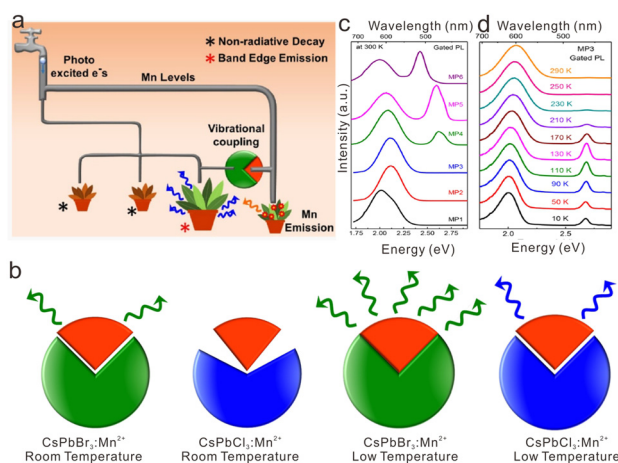 a
Photo
excited e⁻s
* Non-radiative Decay
* Band Edge Emission
Mn Levels
Vibrational
coupling
*
*
*
Mn
Emission
c
Wavelength (nm)
700 600 500
at 300 K
Gated PL
MP6
MP5
MP4
MP3
MP2
MP1
Intensity (a.u.)
1.75 2.00 2.25 2.50 2.75
Energy (eV)
d
Wavelength (nm)
700 600 500
MP3
Gated PL
290 K
250 K
230 K
210 K
170 K
130 K
110 K
90 K
50 K
10 K
2.0 2.5
Energy (eV)
b
CsPbBr₃:Mn²⁺
Room Temperature
CsPbCl₃:Mn²⁺
Room Temperature
CsPbBr₃:Mn²⁺
Low Temperature
CsPbCl₃:Mn²⁺
Low Temperature